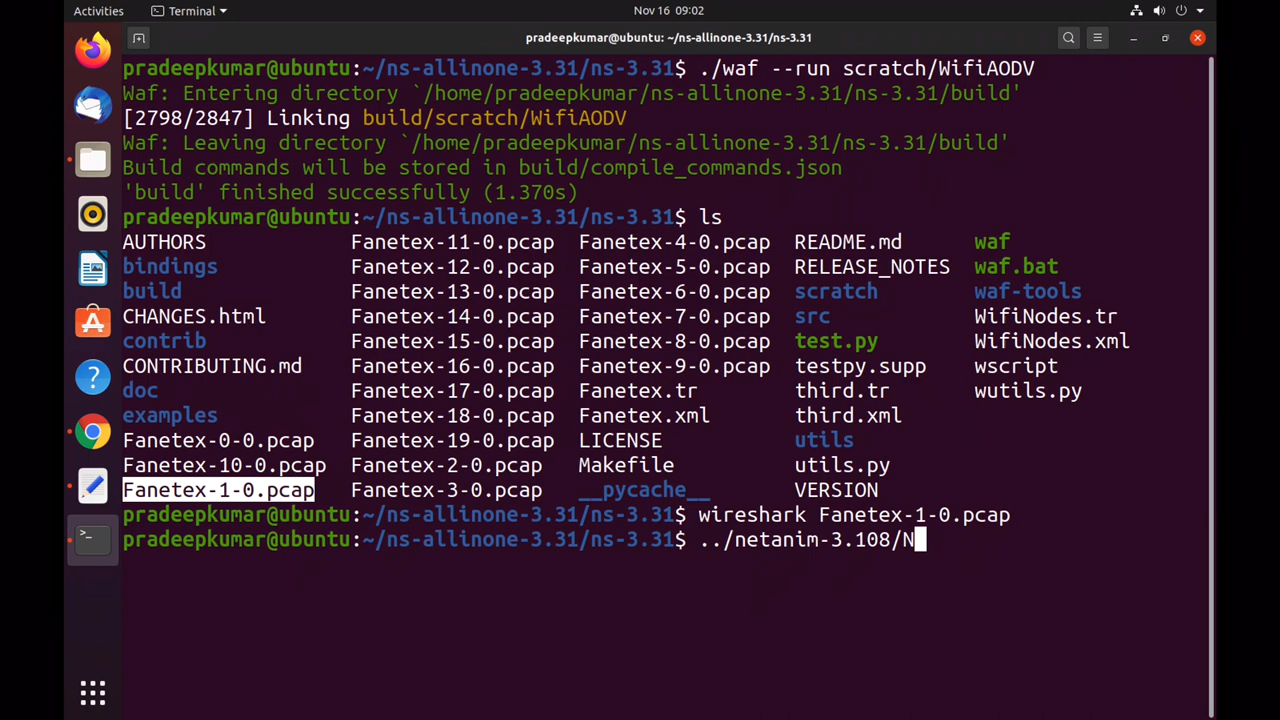 Activities Terminal Nov 16 09:02
pradeepkumar@ubuntu: ~/ns-allinone-3.31/ns-3.31
pradeepkumar@ubuntu:~/ns-allinone-3.31/ns-3.31$ ./waf --run scratch/WifiAODV
Waf: Entering directory `/home/pradeepkumar/ns-allinone-3.31/ns-3.31/build'
[2798/2847] Linking build/scratch/WifiAODV
Waf: Leaving directory `/home/pradeepkumar/ns-allinone-3.31/ns-3.31/build'
Build commands will be stored in build/compile_commands.json
'build' finished successfully (1.370s)
pradeepkumar@ubuntu:~/ns-allinone-3.31/ns-3.31$ ls
AUTHORS Fanetex-11-0.pcap Fanetex-4-0.pcap README.md waf
bindings Fanetex-12-0.pcap Fanetex-5-0.pcap RELEASE_NOTES waf.bat
build Fanetex-13-0.pcap Fanetex-6-0.pcap scratch waf-tools
CHANGES.html Fanetex-14-0.pcap Fanetex-7-0.pcap src WifiNodes.tr
contrib Fanetex-15-0.pcap Fanetex-8-0.pcap test.py WifiNodes.xml
CONTRIBUTING.md Fanetex-16-0.pcap Fanetex-9-0.pcap testpy.supp wscript
doc Fanetex-17-0.pcap Fanetex.tr third.tr wutils.py
examples Fanetex-18-0.pcap Fanetex.xml third.xml
Fanetex-0-0.pcap Fanetex-19-0.pcap LICENSE utils
Fanetex-10-0.pcap Fanetex-2-0.pcap Makefile utils.py
Fanetex-1-0.pcap Fanetex-3-0.pcap __pycache__ VERSION
pradeepkumar@ubuntu:~/ns-allinone-3.31/ns-3.31$ wireshark Fanetex-1-0.pcap
pradeepkumar@ubuntu:~/ns-allinone-3.31/ns-3.31$ ../netanim-3.108/N